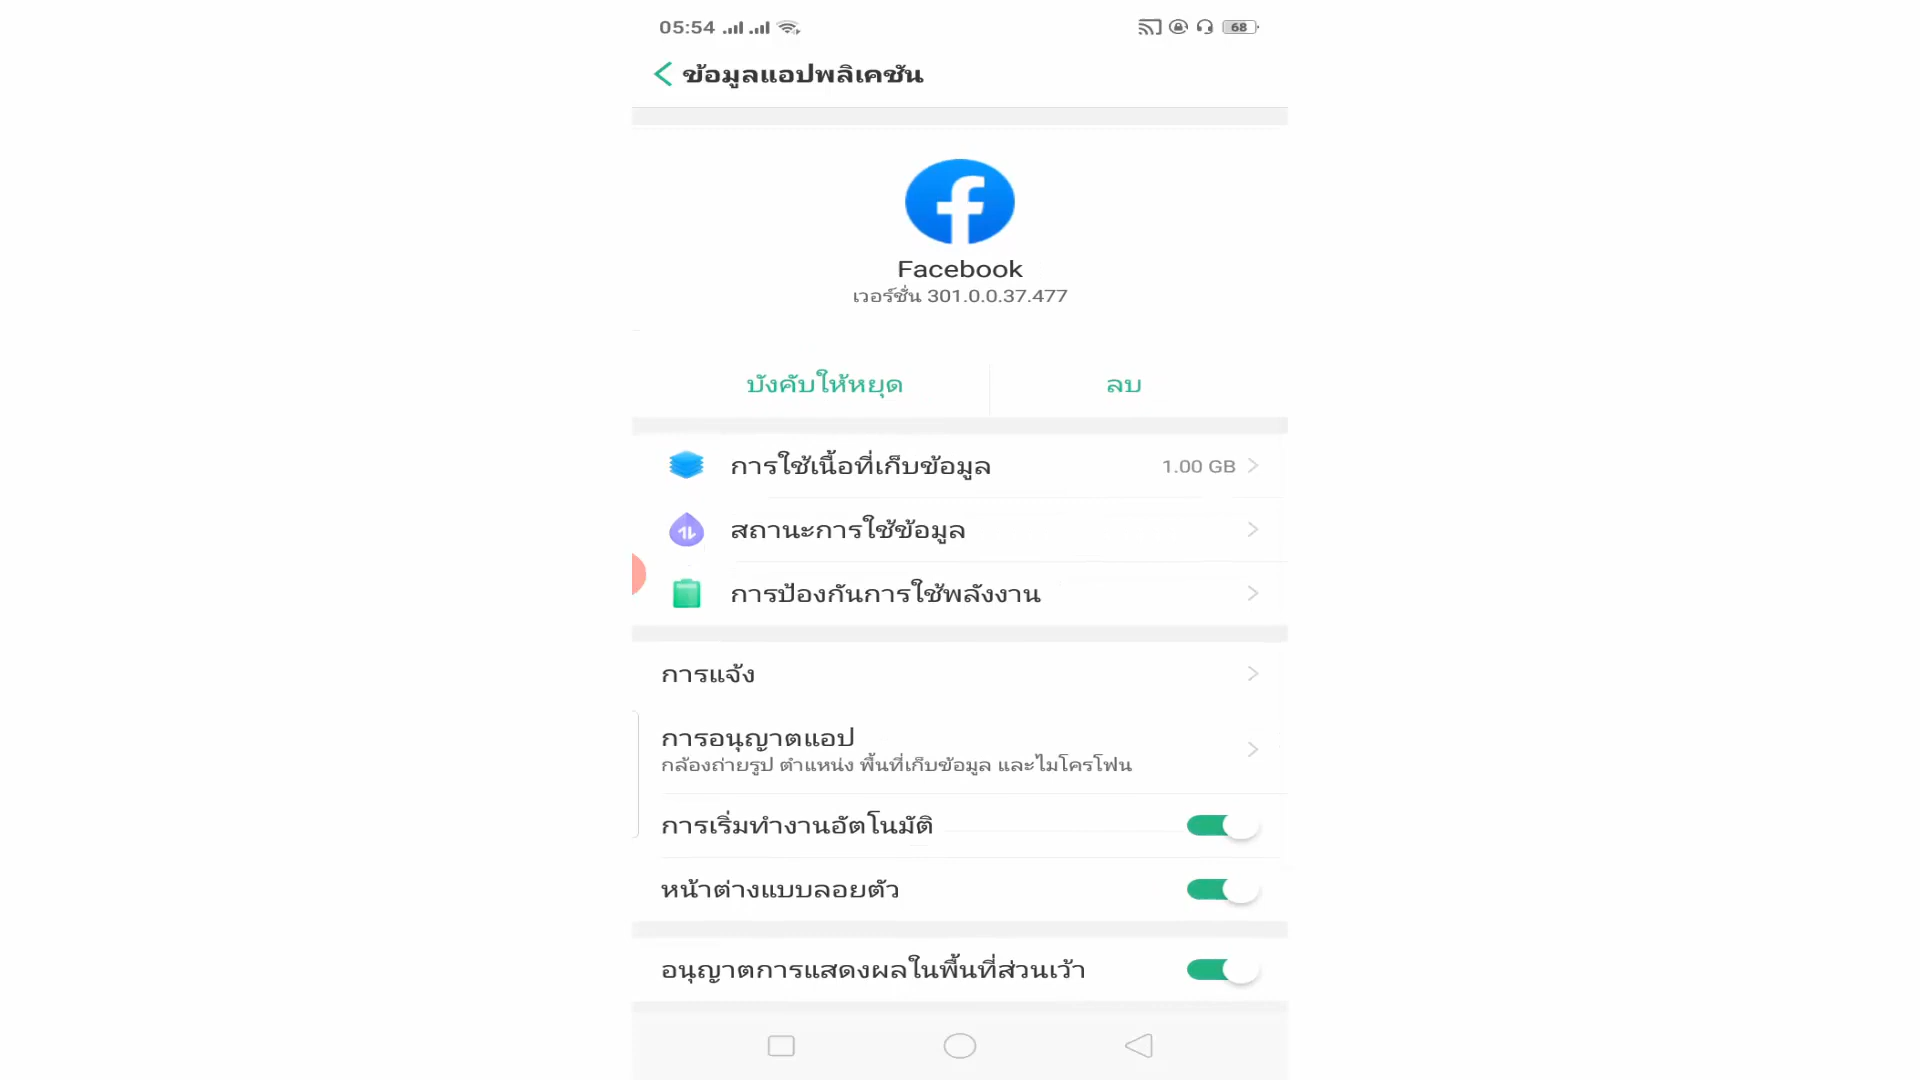 05:54 68
ข้อมูลแอปพลิเคชัน
Facebook
เวอร์ชั่น 301.0.0.37.477
บังคับให้หยุด ลบ
การใช้เนื้อที่เก็บข้อมูล 1.00 GB
สถานะการใช้ข้อมูล
การป้องกันการใช้พลังงาน
การแจ้ง
การอนุญาตแอป
กล้องถ่ายรูป ตำแหน่ง พื้นที่เก็บข้อมูล และไมโครโฟน
การเริ่มทำงานอัตโนมัติ
หน้าต่างแบบลอยตัว
อนุญาตการแสดงผลในพื้นที่ส่วนเว้า